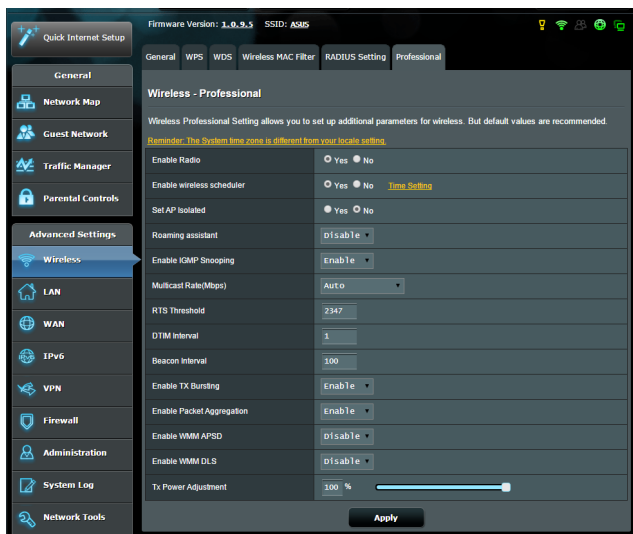 Quick Internet Setup
Firmware Version: 1.0.9.5 SSID: ASUS
General WPS WDS Wireless MAC Filter RADIUS Setting Professional
General
Network Map
Guest Network
Traffic Manager
Parental Controls
Advanced Settings
Wireless
LAN
WAN
IPv6
VPN
Firewall
Administration
System Log
Network Tools
Wireless - Professional
Wireless Professional Setting allows you to set up additional parameters for wireless. But default values are recommended.
Reminder: The System time zone is different from your locale setting.
Enable Radio Yes No
Enable wireless scheduler Yes No Time Setting
Set AP Isolated Yes No
Roaming assistant Disable
Enable IGMP Snooping Enable
Multicast Rate(Mbps) Auto
RTS Threshold 2347
DTIM Interval 1
Beacon Interval 100
Enable TX Bursting Enable
Enable Packet Aggregation Enable
Enable WMM APSD Disable
Enable WMM DLS Disable
Tx Power Adjustment 100 %
Apply